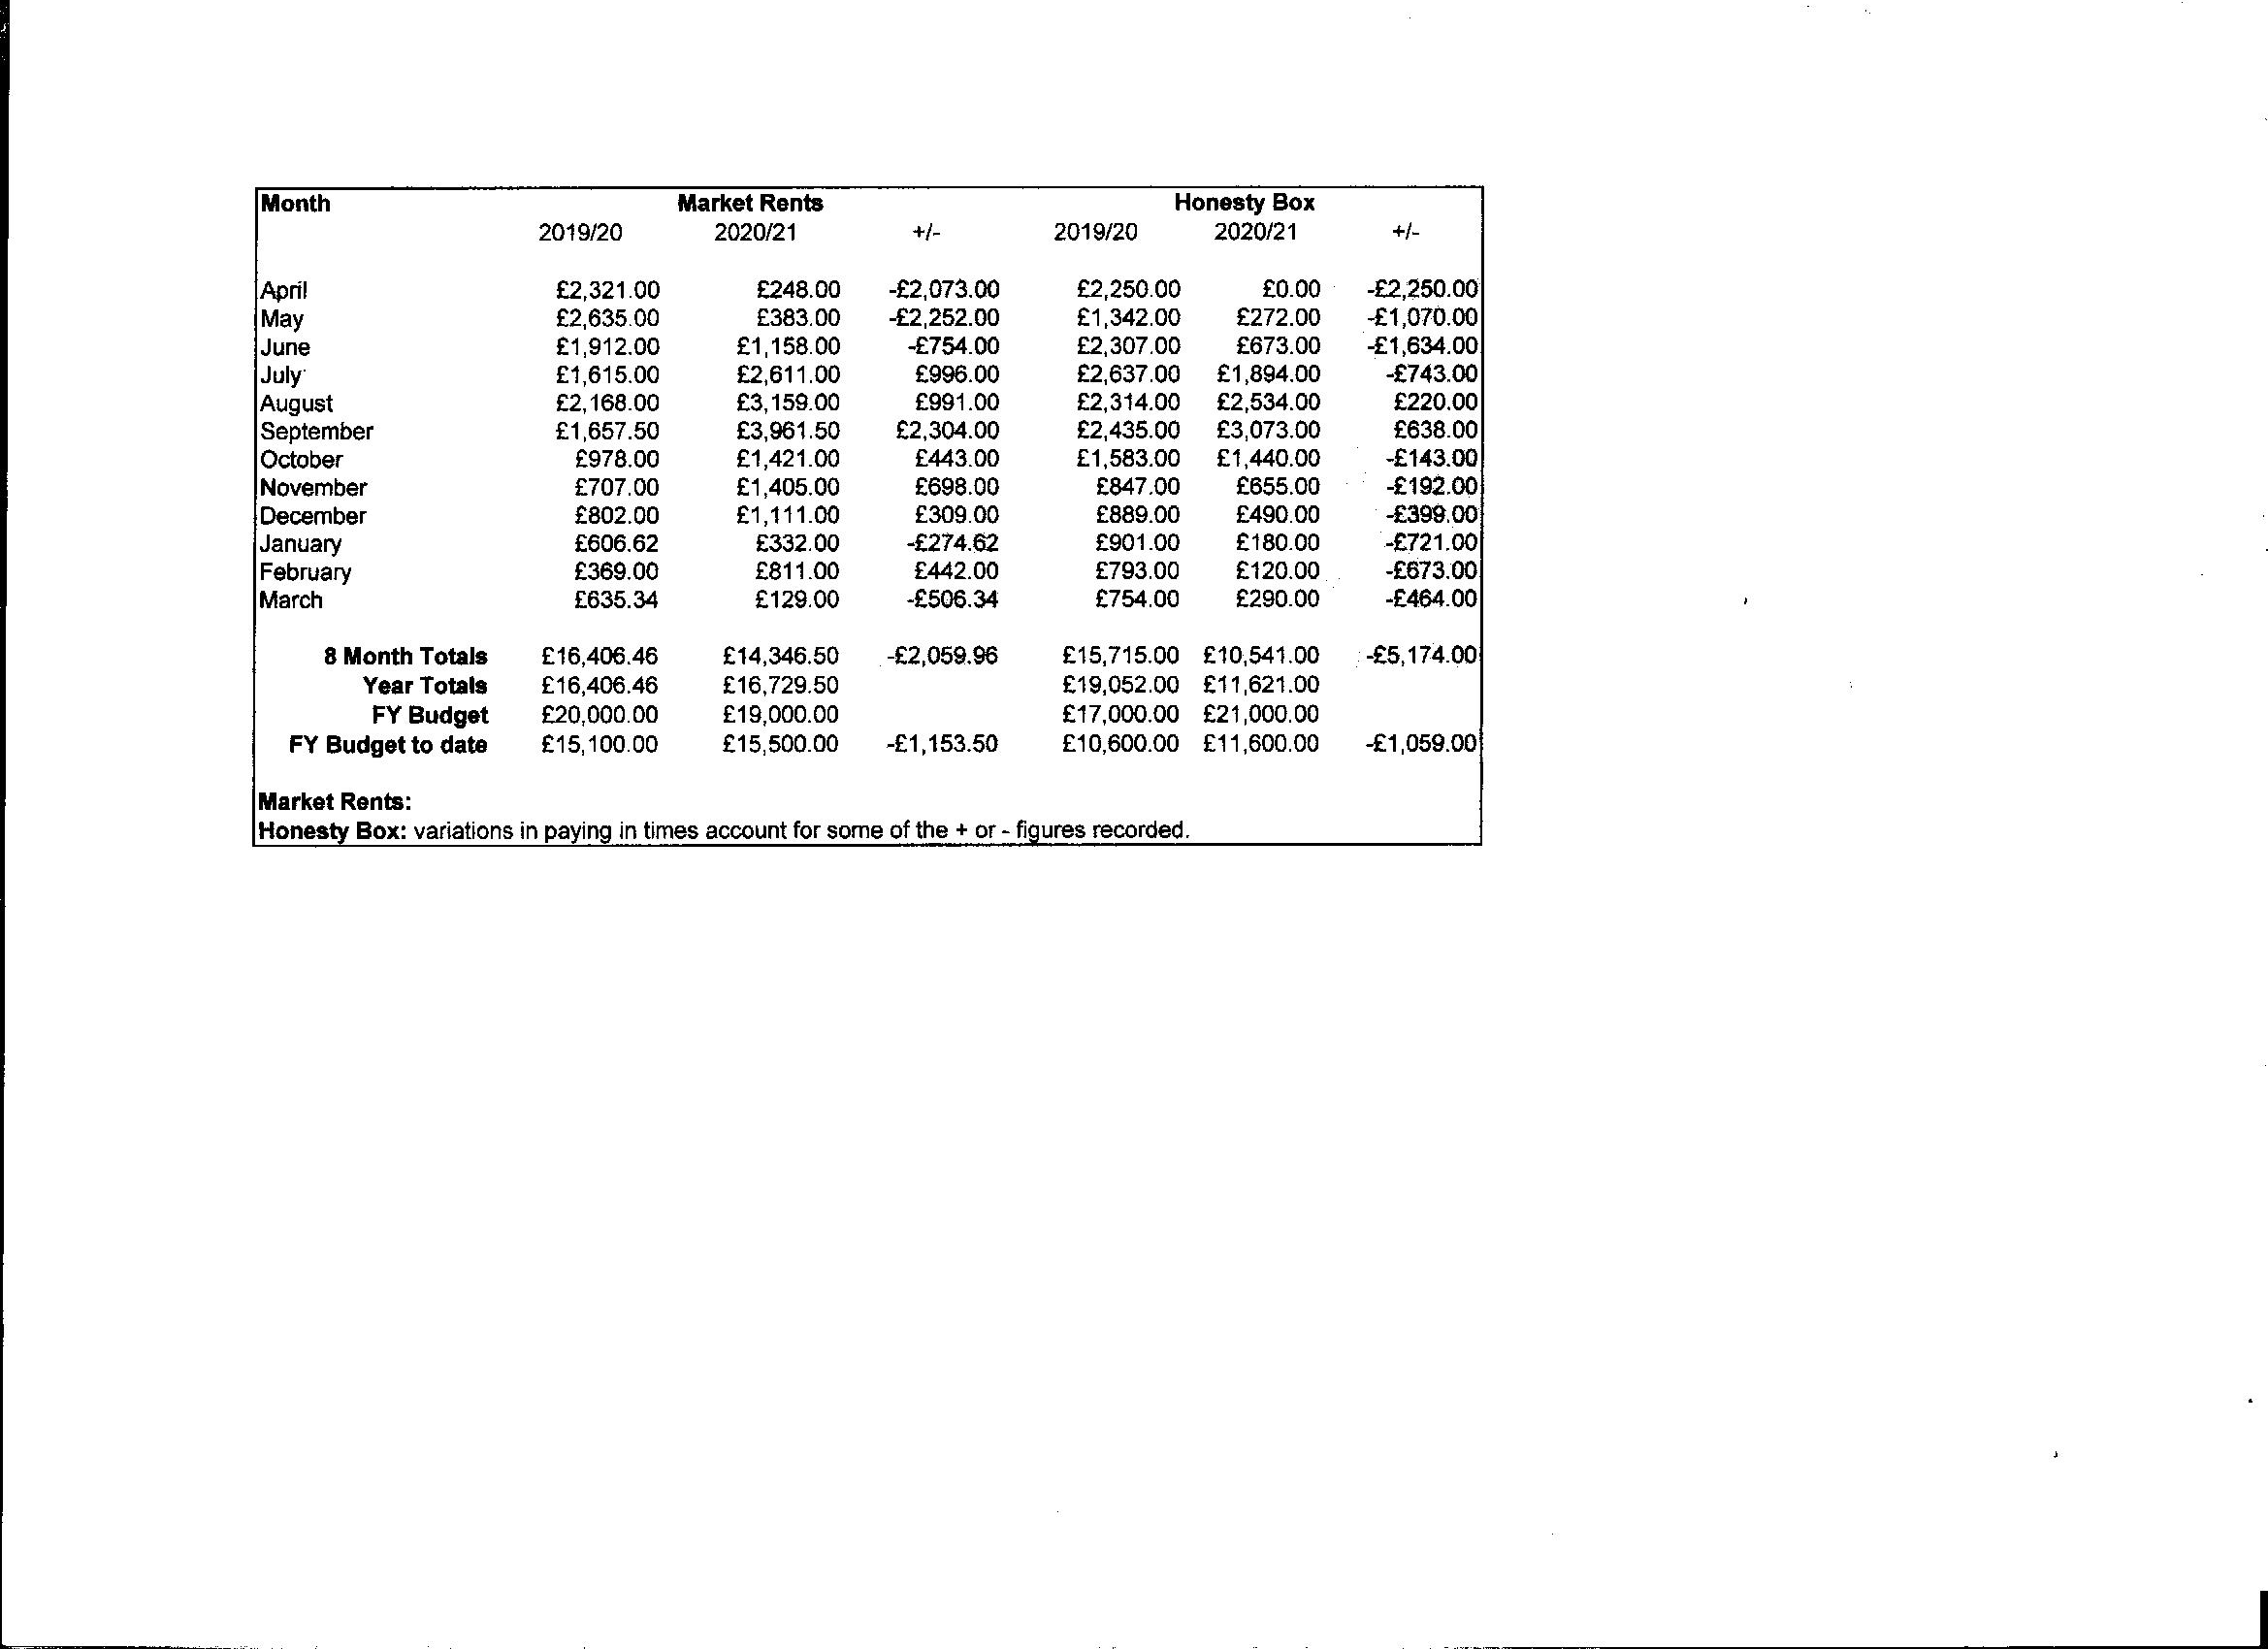 Month Market Rents Honesty Box
2019/20 2020/21 +/- 2019/20 2020/21 +/-
April £2,321.00 £248.00 -£2,073.00 £2,250.00 £0.00 -£2,250.00
May £2,635.00 £383.00 -£2,252.00 £1,342.00 £272.00 -£1,070.00
June £1,912.00 £1,158.00 -£754.00 £2,307.00 £673.00 -£1,634.00
July £1,615.00 £2,611.00 £996.00 £2,637.00 £1,894.00 -£743.00
August £2,168.00 £3,159.00 £991.00 £2,314.00 £2,534.00 £220.00
September £1,657.50 £3,961.50 £2,304.00 £2,435.00 £3,073.00 £638.00
October £978.00 £1,421.00 £443.00 £1,583.00 £1,440.00 -£143.00
November £707.00 £1,405.00 £698.00 £847.00 £655.00 -£192.00
December £802.00 £1,111.00 £309.00 £889.00 £490.00 -£399.00
January £606.62 £332.00 -£274.62 £901.00 £180.00 -£721.00
February £369.00 £811.00 £442.00 £793.00 £120.00 -£673.00
March £635.34 £129.00 -£506.34 £754.00 £290.00 -£464.00
8 Month Totals £16,406.46 £14,346.50 -£2,059.96 £15,715.00 £10,541.00 -£5,174.00
Year Totals £16,406.46 £16,729.50 £19,052.00 £11,621.00
FY Budget £20,000.00 £19,000.00 £17,000.00 £21,000.00
FY Budget to date £15,100.00 £15,500.00 -£1,153.50 £10,600.00 £11,600.00 -£1,059.00
Market Rents:
Honesty Box: variations in paying in times account for some of the + or - figures recorded.